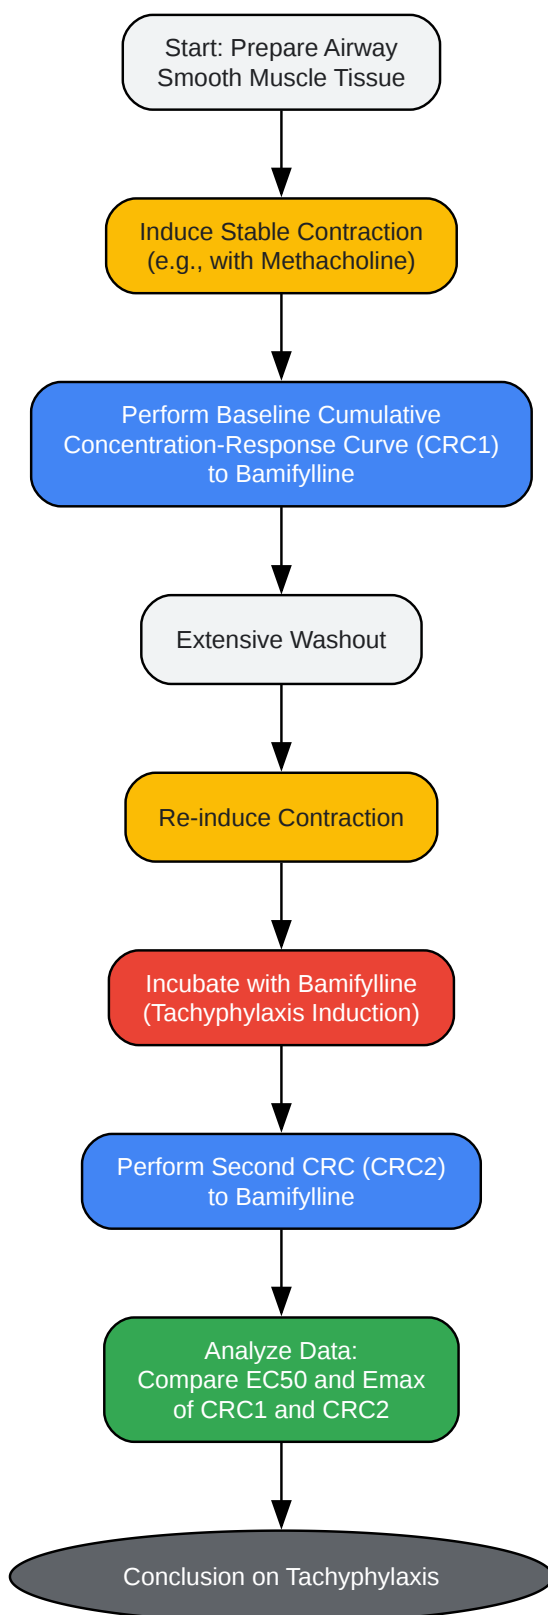 Start: Prepare Airway
Smooth Muscle Tissue
Induce Stable Contraction
(e.g., with Methacholine)
Perform Baseline Cumulative
Concentration-Response Curve (CRC1)
to Bamifylline
Extensive Washout
Re-induce Contraction
Incubate with Bamifylline
(Tachyphylaxis Induction)
Perform Second CRC (CRC2)
to Bamifylline
Analyze Data:
Compare EC50 and Emax
of CRC1 and CRC2
Conclusion on Tachyphylaxis